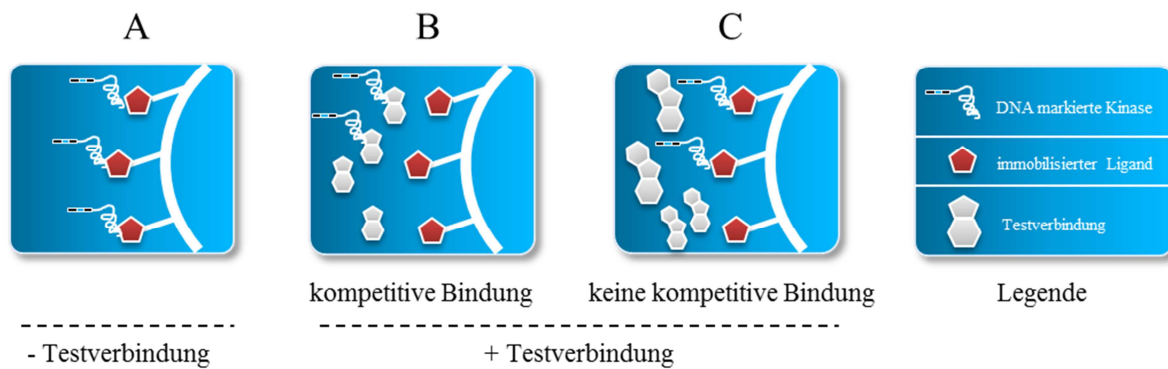 A
B
C
DNA markierte Kinase
immobilisierter Ligand
Testverbindung
kompetitive Bindung
keine kompetitive Bindung
Legende
- Testverbindung
+ Testverbindung